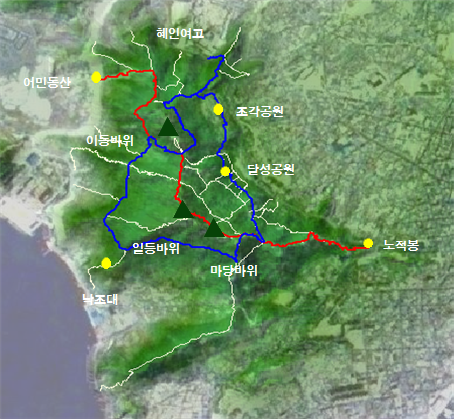 혜인여고
어민동산
조각공원
이등바위
달성공원
일등바위
노적봉
마당바위
낙조대